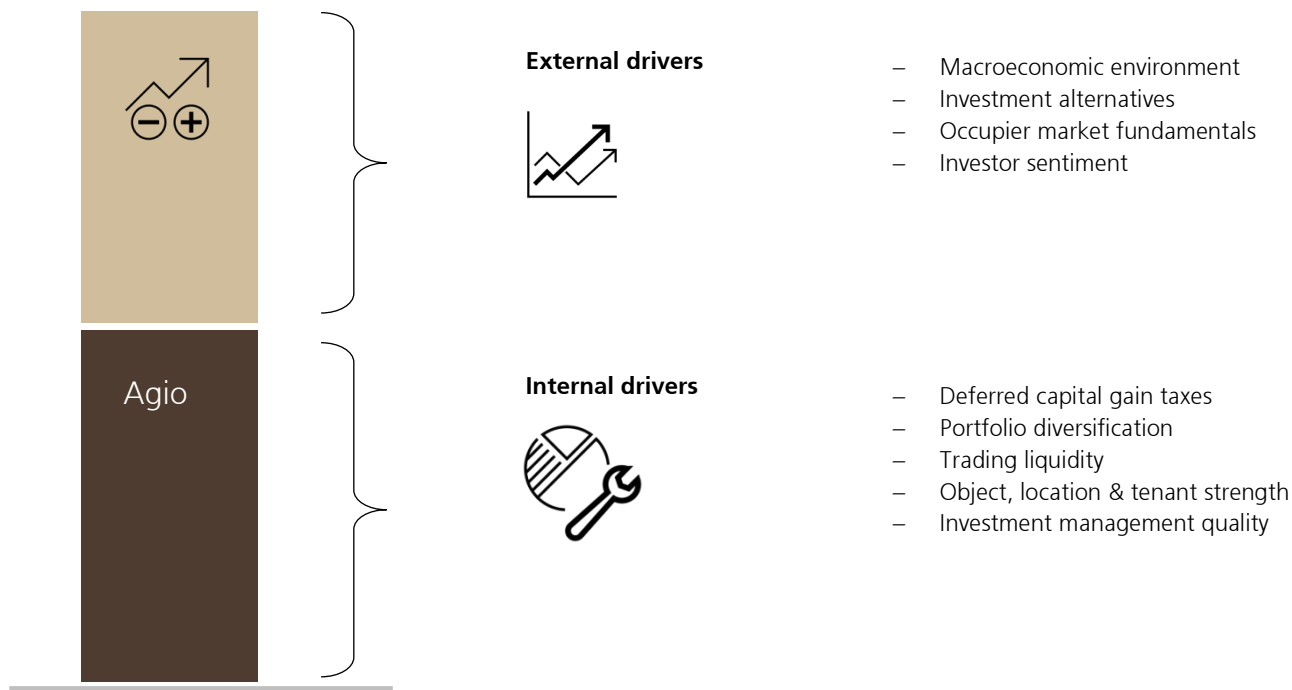 External drivers
– Macroeconomic environment
– Investment alternatives
– Occupier market fundamentals
– Investor sentiment
Agio
Internal drivers
– Deferred capital gain taxes
– Portfolio diversification
– Trading liquidity
– Object, location & tenant strength
– Investment management quality